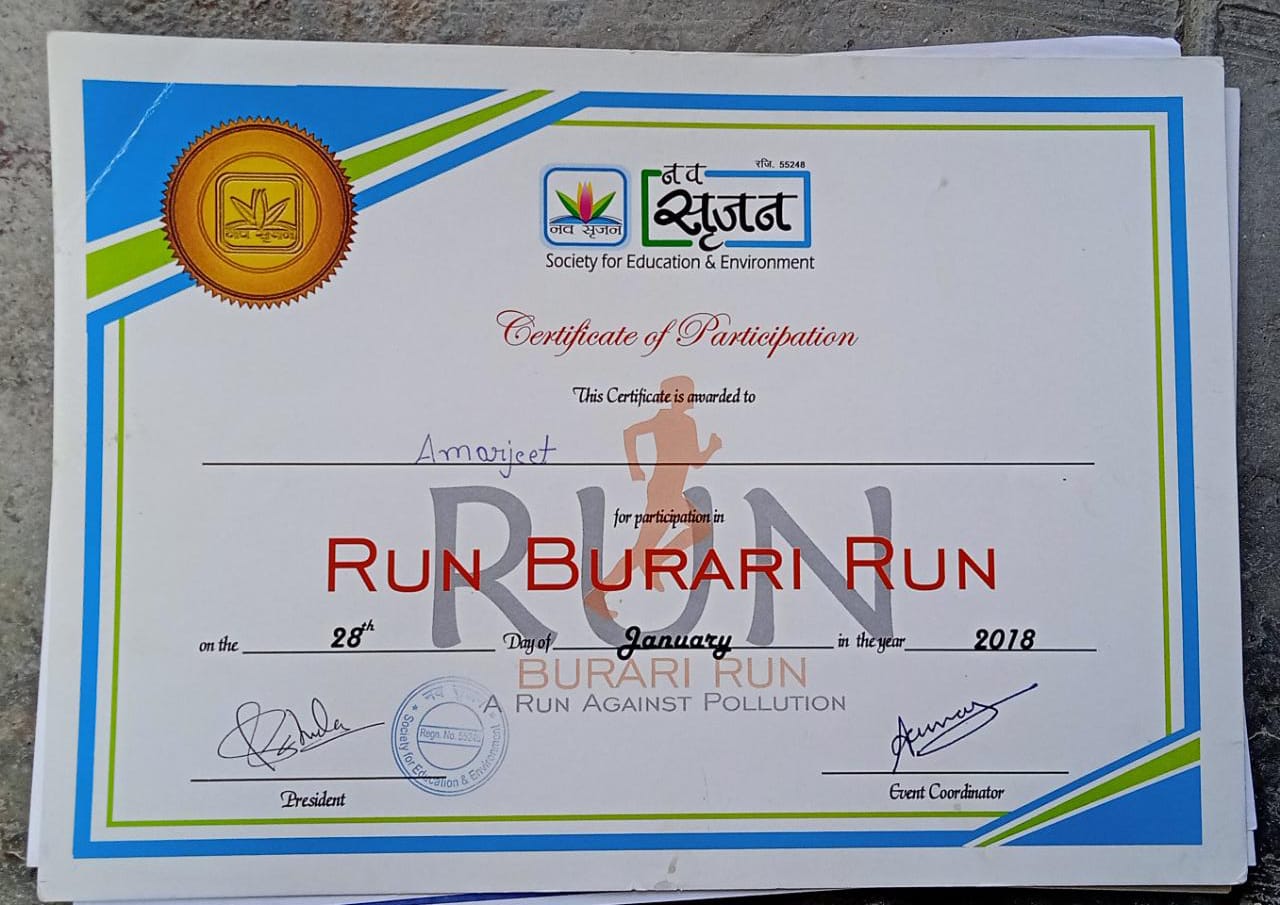 रजि. 55248
नव सृजन
नव
सृजन
Society for Education & Environment
Certificate of Participation
This Certificate is awarded to
Amarjeet
for participation in
RUN
RUN BURARI RUN
on the 28th Day of January in the year 2018
BURARI RUN
A RUN AGAINST POLLUTION
नव सृजन
Regn. No. 55248
Society for Education & Environment
President
Event Coordinator